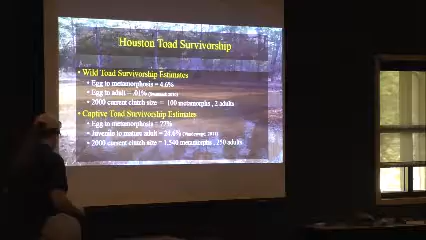 Houston Toad Survivorship
• Wild Toad Survivorship Estimates
• Egg to metamorphosis = 4.6%
• Egg to adult = .01%
• 2000 current clutch size = 100 metamorphs, 2 adults
• Captive Toad Survivorship Estimates
• Egg to metamorphosis = 77%
• Juvenile to mature adult = 24.6%
• 2000 current clutch size = 1,540 metamorphs, 250 adults